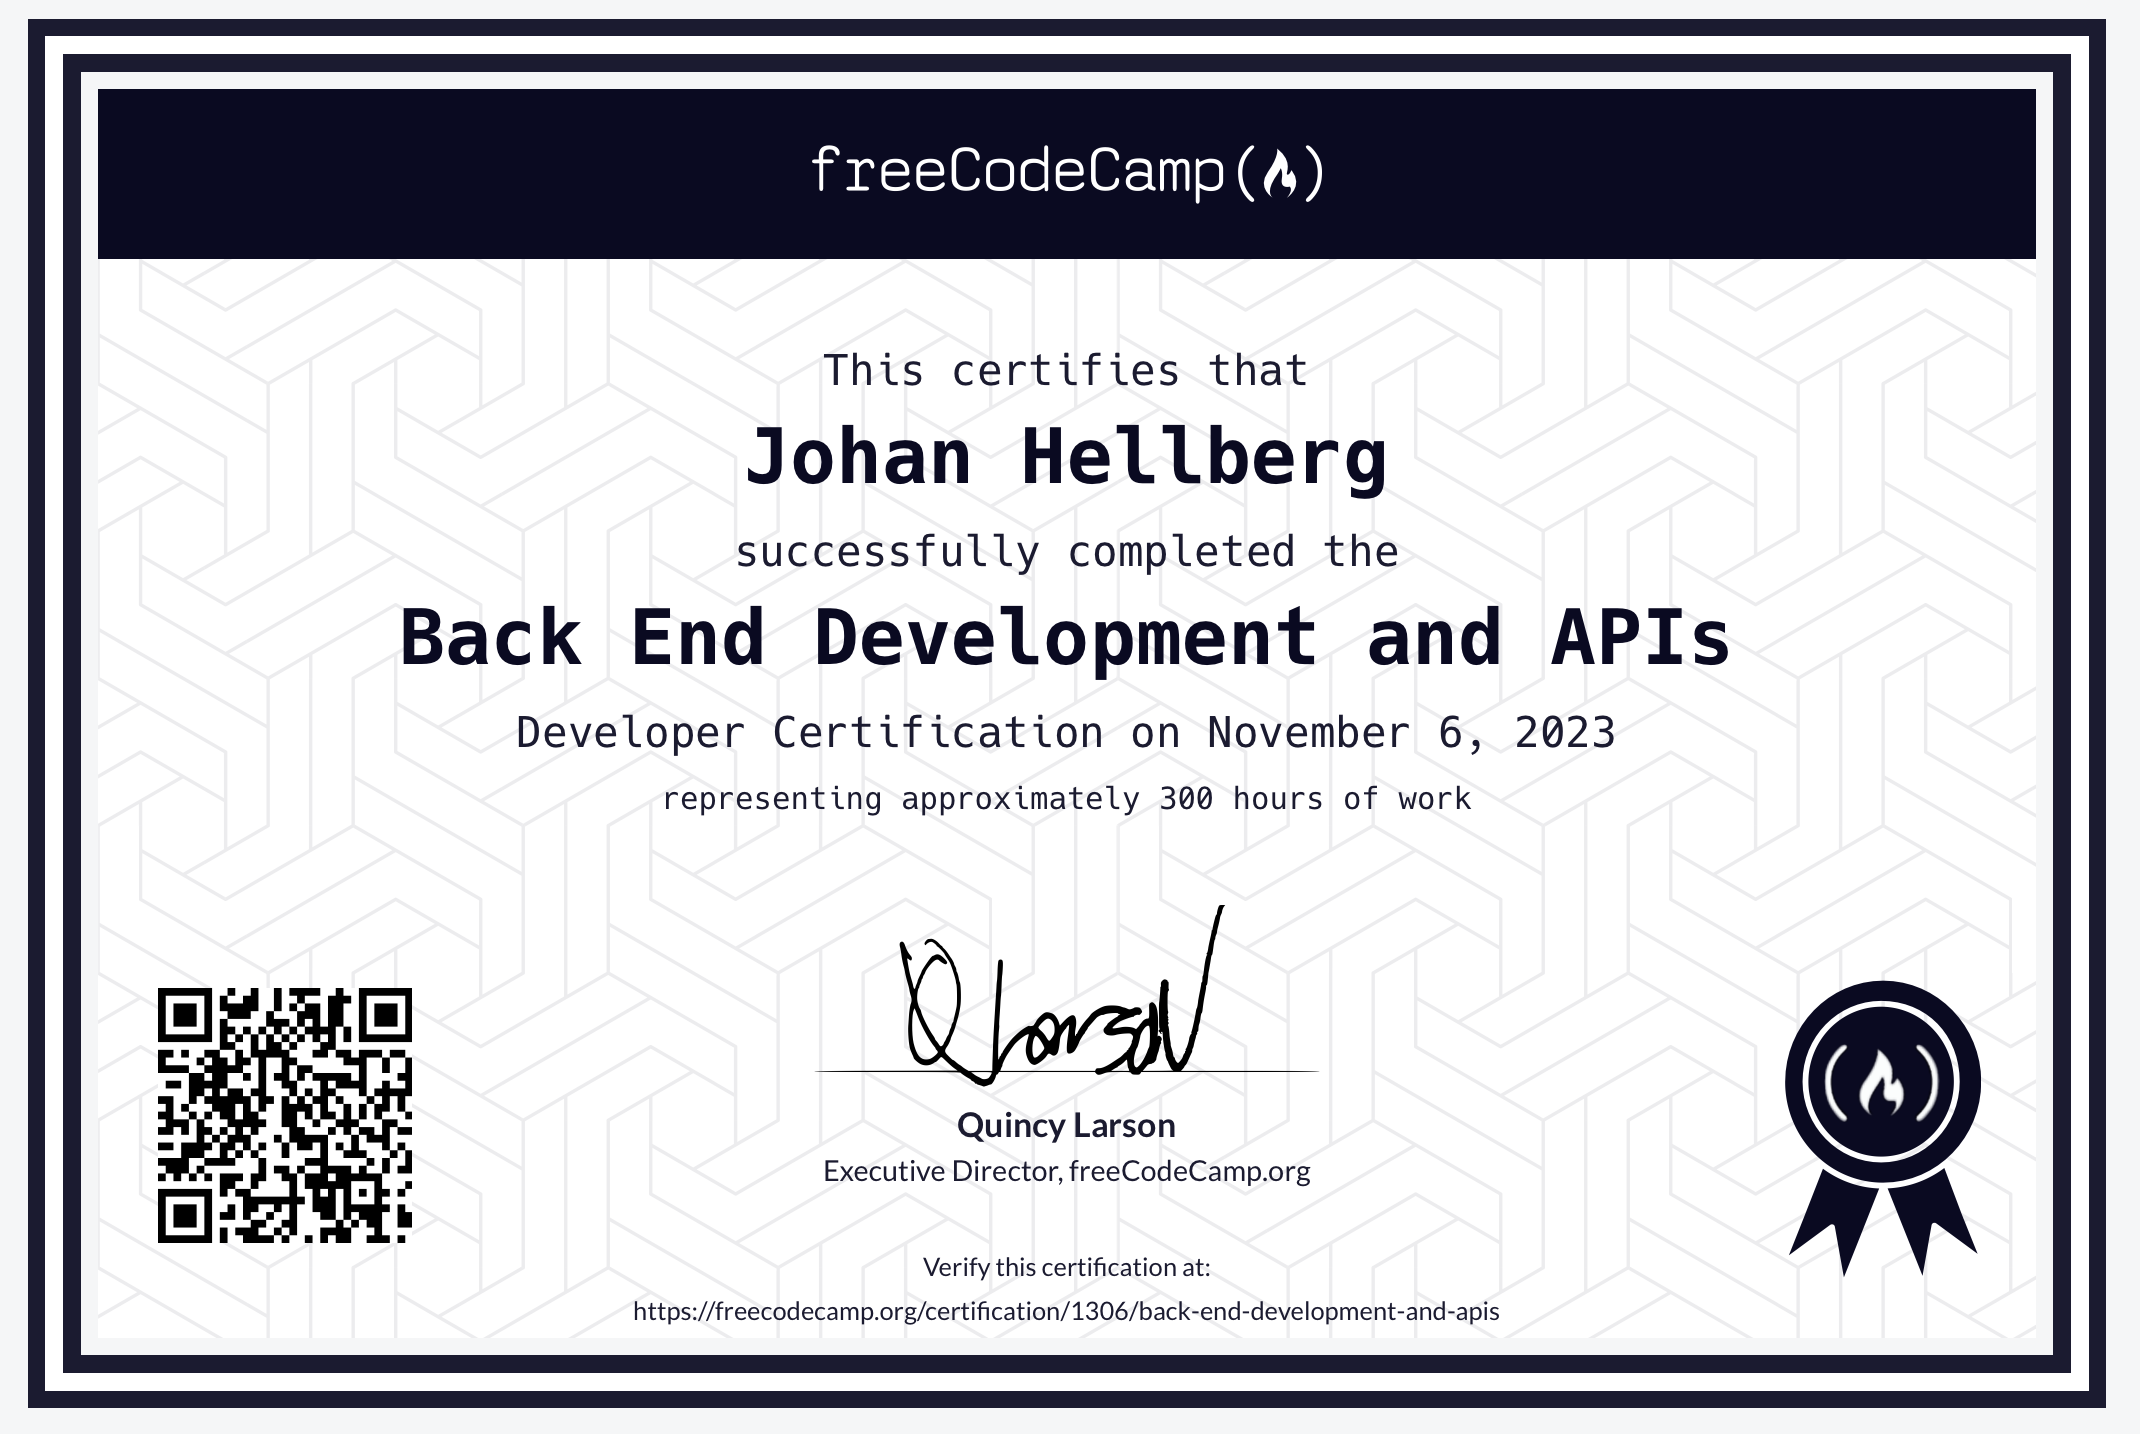 freeCodeCamp
This certifies that
Johan Hellberg
successfully completed the
Back End Development and APIs
Developer Certification on November 6, 2023
representing approximately 300 hours of work
Quincy Larson
Executive Director, freeCodeCamp.org
Verify this certification at:
https://freecodecamp.org/certification/1306/back-end-development-and-apis